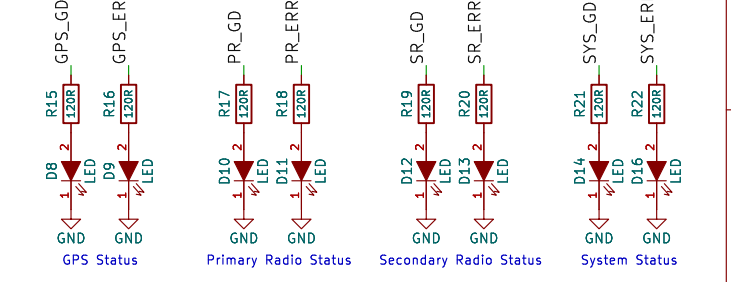 GPS_GD
GPS_ER
PR_GD
PR_ERR
SR_GD
SR_ERR
SYS_GD
SYS_ER
R15 120R
R16 120R
R17 120R
R18 120R
R19 120R
R20 120R
R21 120R
R22 120R
2 2 2 2 2 2 2 2
D8 LED
D9 LED
D10 LED
D11 LED
D12 LED
D13 LED
D14 LED
D16 LED
1 1 1 1 1 1 1 1
GND GND GND GND GND GND GND GND
GPS Status
Primary Radio Status
Secondary Radio Status
System Status